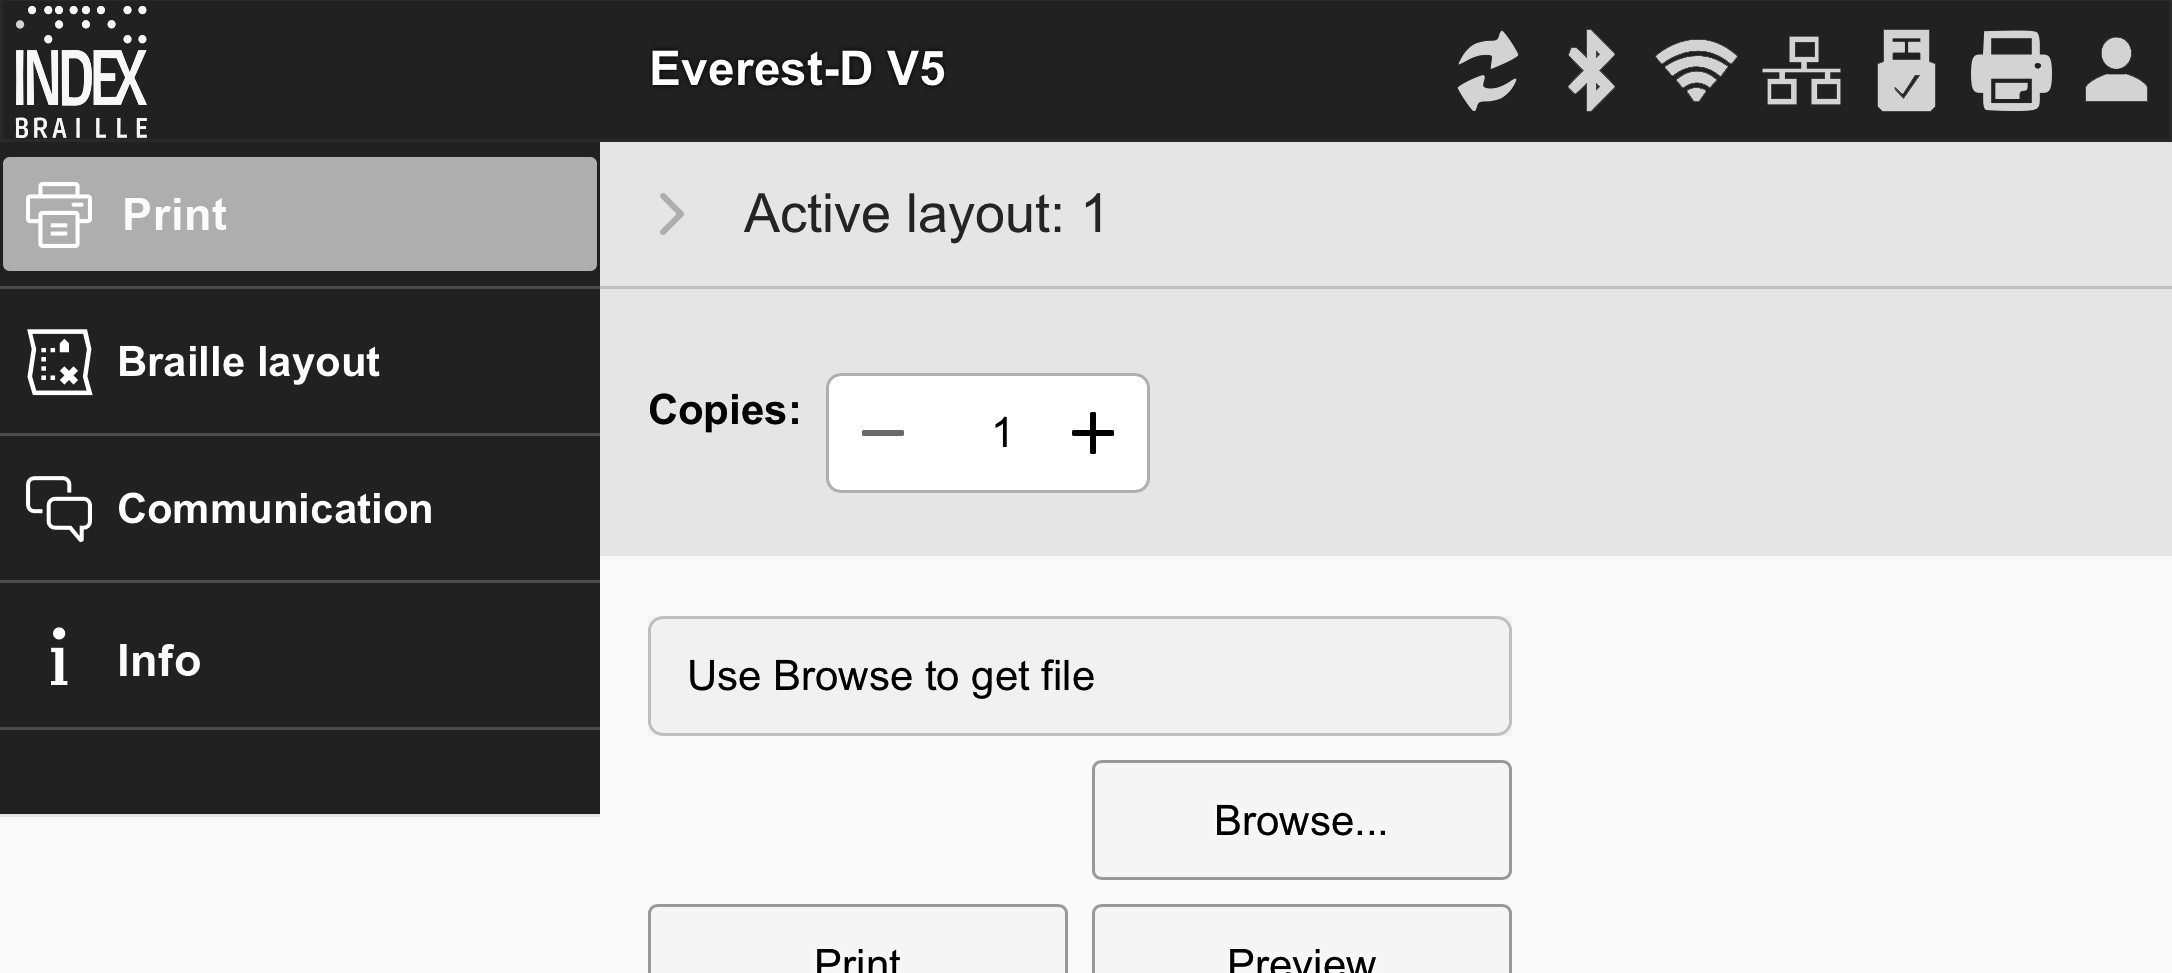 INDEX
BRAILLE
Everest-D V5
Print
Braille layout
Communication
Info
Active layout: 1
Copies: 1
Use Browse to get file
Browse...
Print
Preview